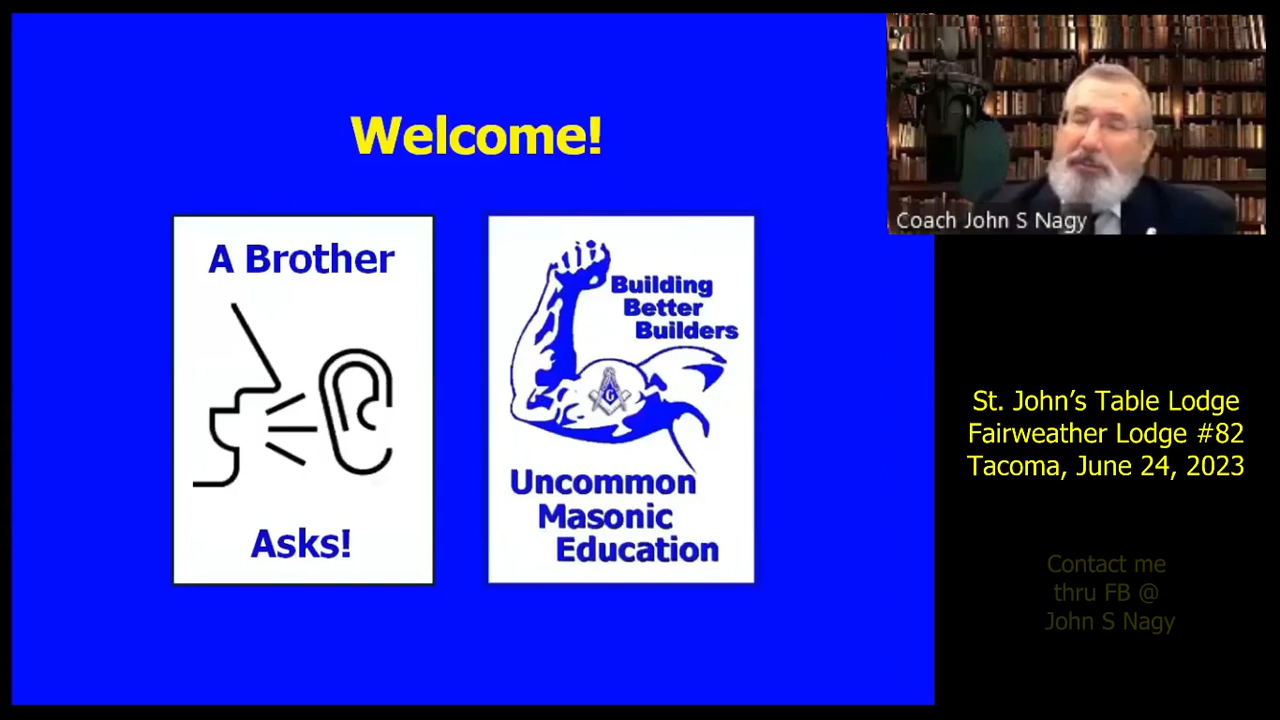 Welcome!
A Brother
Asks!
Building
Better
Builders
G
Uncommon
Masonic
Education
Coach John S Nagy
St. John's Table Lodge
Fairweather Lodge #82
Tacoma, June 24, 2023
Contact me
thru FB @
John S Nagy